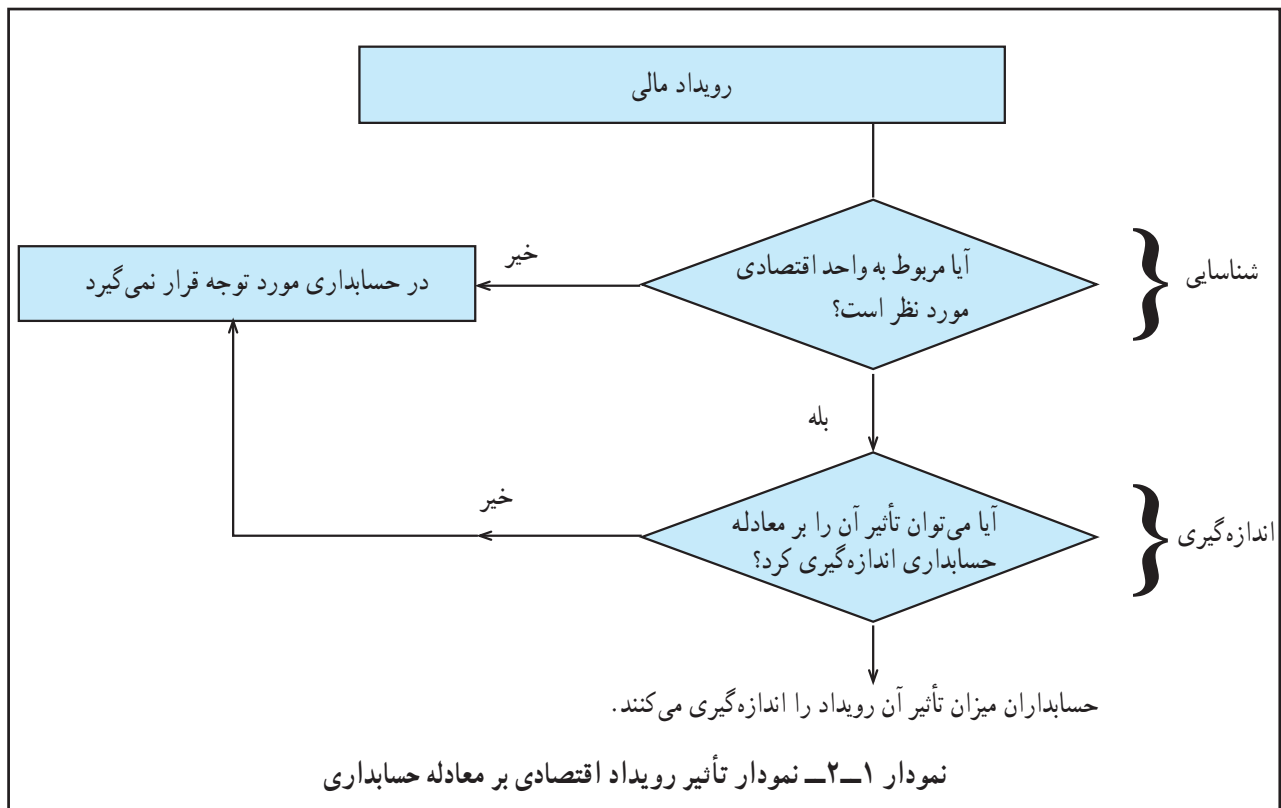 رویداد مالی
آیا مربوط به واحد اقتصادی
مورد نظر است؟
شناسایی
خیر
در حسابداری مورد توجه قرار نمی‌گیرد
بله
آیا می‌توان تأثیر آن را بر معادله
حسابداری اندازه‌گیری کرد؟
اندازه‌گیری
خیر
حسابداران میزان تأثیر آن رویداد را اندازه‌گیری می‌کنند.
نمودار ۱ــ۲ــ نمودار تأثیر رویداد اقتصادی بر معادله حسابداری